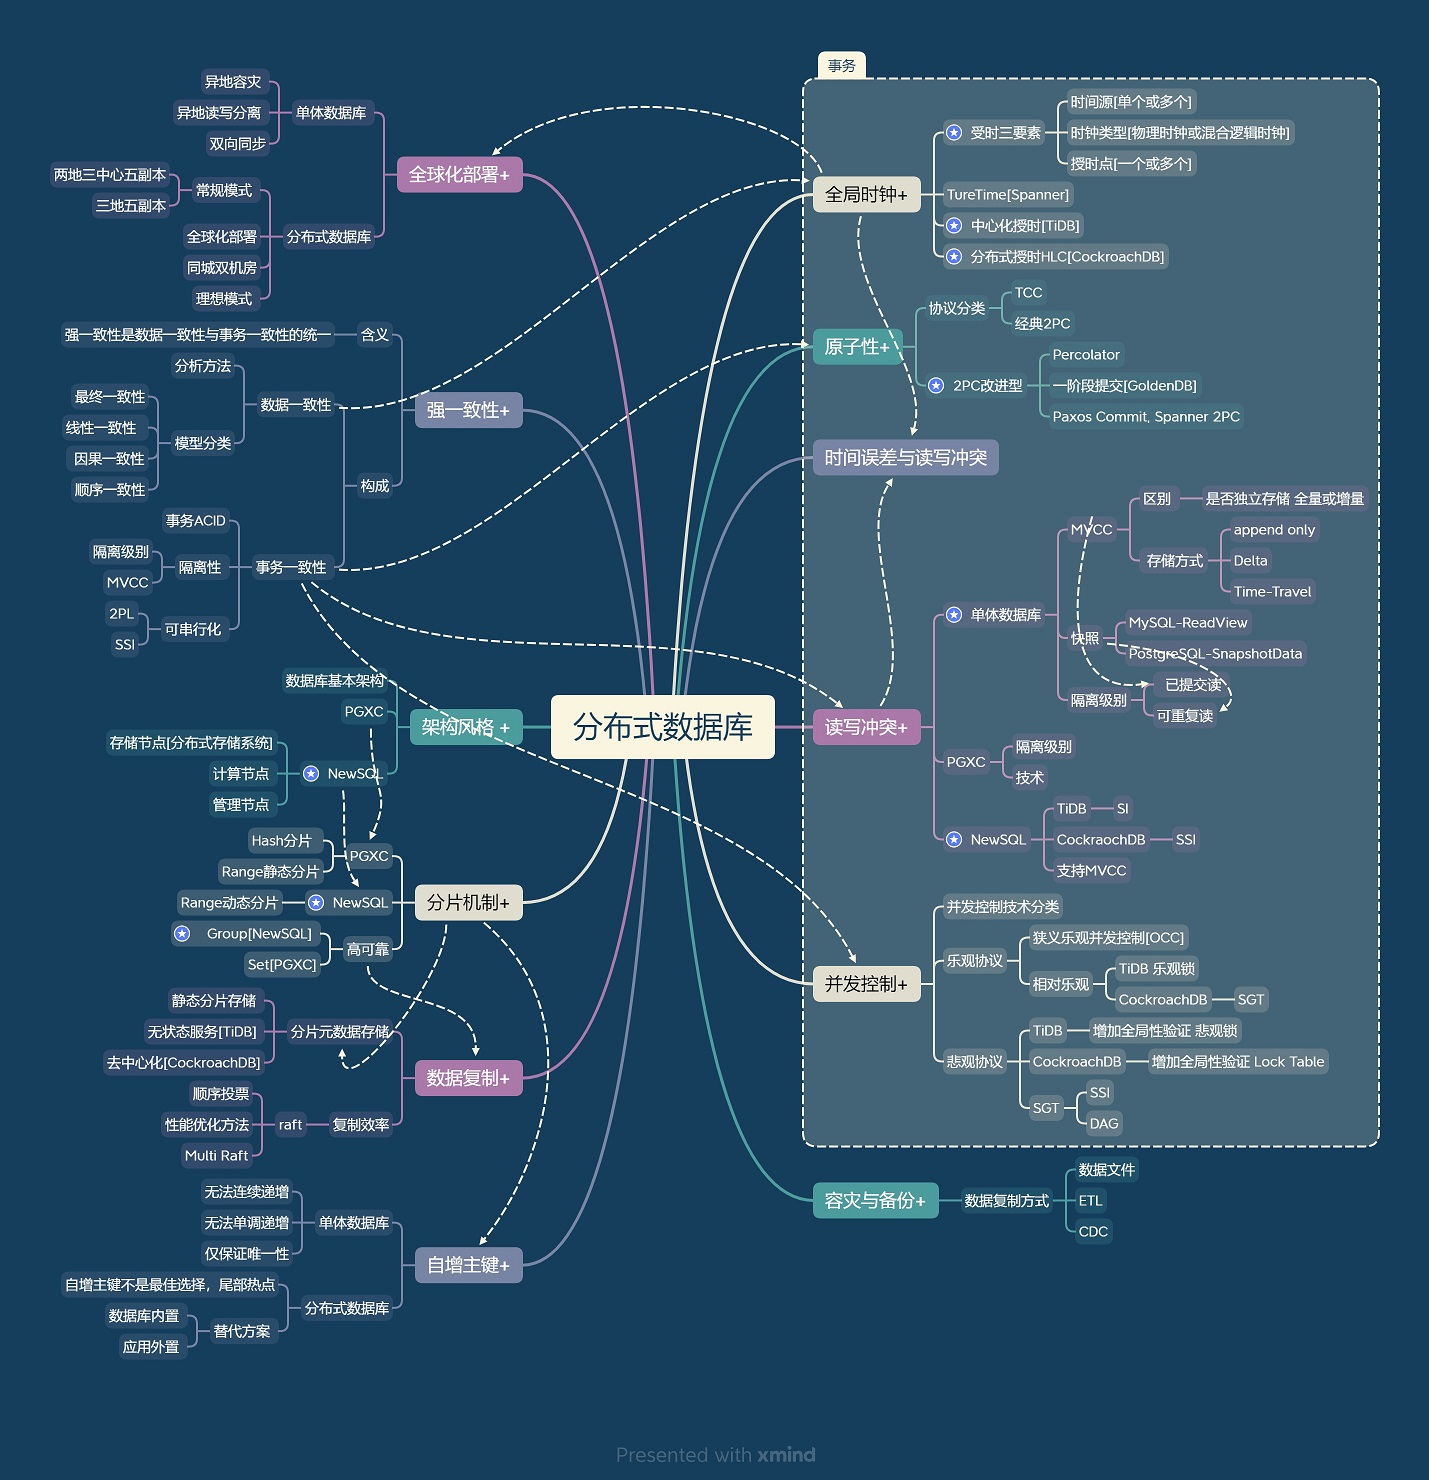 分布式数据库
事务
全局时钟+
受时三要素
时间源[单个或多个]
时钟类型[物理时钟或混合逻辑时钟]
授时点[一个或多个]
TureTime[Spanner]
中心化授时[TiDB]
分布式授时HLC[CockroachDB]
原子性+
协议分类
TCC
经典2PC
2PC改进型
Percolator
一阶段提交[GoldenDB]
Paxos Commit, Spanner 2PC
时间误差与读写冲突
读写冲突+
单体数据库
MVCC
区别
是否独立存储 全量或增量
存储方式
append only
Delta
Time-Travel
快照
MySQL-ReadView
PostgreSQL-SnapshotData
隔离级别
已提交读
可重复读
PGXC
隔离级别
技术
NewSQL
TiDB
SI
CockraochDB
SSI
支持MVCC
并发控制+
并发控制技术分类
乐观协议
狭义乐观并发控制[OCC]
相对乐观
TiDB 乐观锁
CockroachDB
SGT
悲观协议
TiDB
增加全局性验证 悲观锁
CockroachDB
增加全局性验证 Lock Table
SGT
SSI
DAG
容灾与备份+
数据复制方式
数据文件
ETL
CDC
全球化部署+
单体数据库
异地容灾
异地读写分离
双向同步
分布式数据库
常规模式
两地三中心五副本
三地五副本
全球化部署
同城双机房
理想模式
强一致性+
含义
强一致性是数据一致性与事务一致性的统一
构成
数据一致性
分析方法
模型分类
最终一致性
线性一致性
因果一致性
顺序一致性
事务一致性
事务ACID
隔离性
隔离级别
MVCC
可串行化
2PL
SSI
架构风格 +
数据库基本架构
PGXC
NewSQL
存储节点[分布式存储系统]
计算节点
管理节点
分片机制+
PGXC
Hash分片
Range静态分片
NewSQL
Range动态分片
高可靠
Group[NewSQL]
Set[PGXC]
数据复制+
分片元数据存储
静态分片存储
无状态服务[TiDB]
去中心化[CockroachDB]
复制效率
raft
顺序投票
性能优化方法
Multi Raft
自增主键+
单体数据库
无法连续递增
无法单调递增
仅保证唯一性
分布式数据库
自增主键不是最佳选择，尾部热点
替代方案
数据库内置
应用外置
Presented with xmind